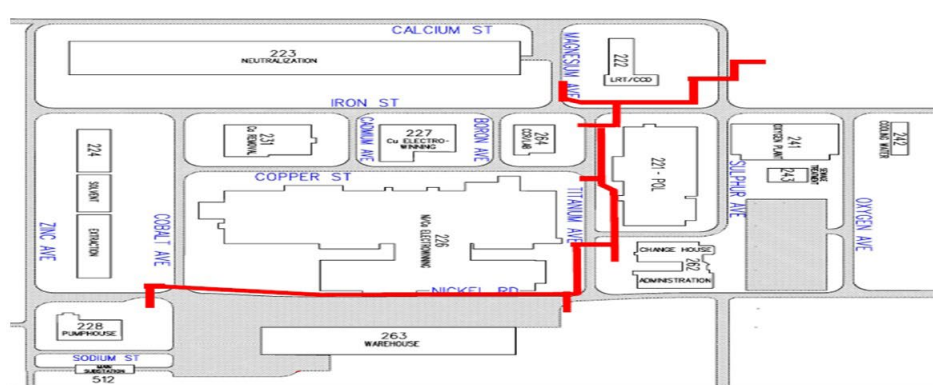 CALCIUM ST
223
NEUTRALIZATION
MAGNESIUM AVE
222
LRT/CCD
IRON ST
224
SOLVENT
EXTRACTION
231
Cu REMOVAL
CADMIUM AVE
227
Cu ELECTRO-
WINNING
BORON AVE
264
221 - POL
241
OXYGEN PLANT
243
SULPHUR AVE
242
COOLING WATER
COPPER ST
TITANIUM AVE
226
Ni/Co ELECTROWINNING
ZINC AVE
COBALT AVE
OXYGEN AVE
CHANGE HOUSE
262
ADMINISTRATION
NICKEL RD
228
PUMPHOUSE
263
WAREHOUSE
SODIUM ST
MAIN
SUBSTATION
512